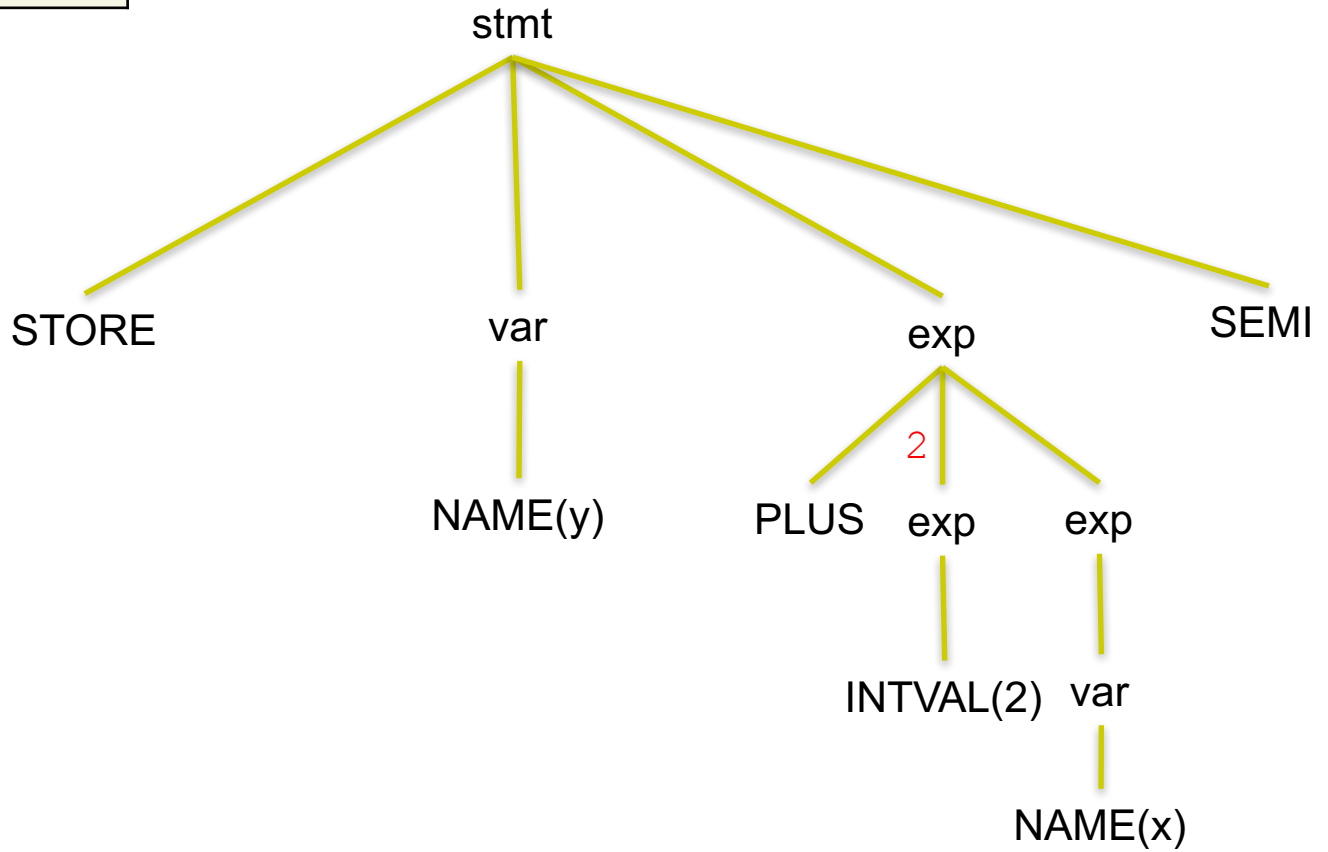 stmt
STORE var exp SEMI
2
NAME(y) PLUS exp exp
INTVAL(2) var
NAME(x)